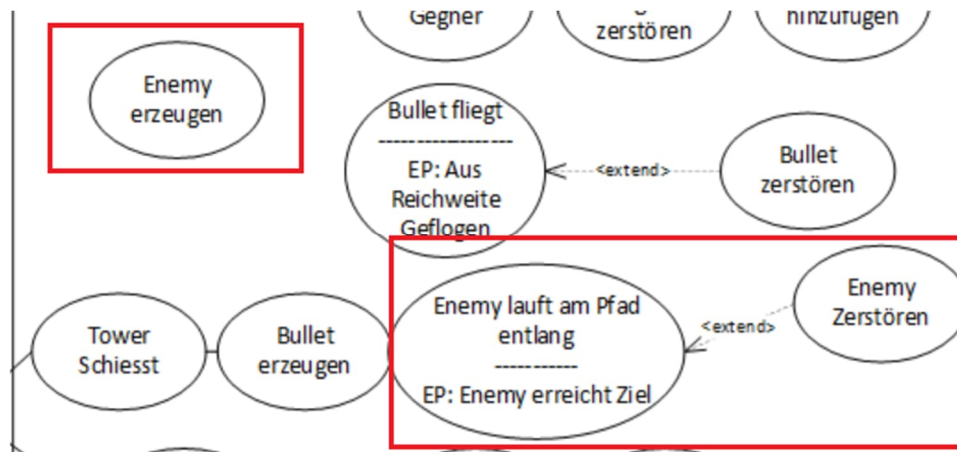 Gegner
zerstören
hinzufügen
Enemy
erzeugen
Bullet fliegt
-------------------
EP: Aus
Reichweite
Geflogen
<extend>
Bullet
zerstören
Tower
Schiesst
Bullet
erzeugen
Enemy lauft am Pfad
entlang
------------
EP: Enemy erreicht Ziel
<extend>
Enemy
Zerstören